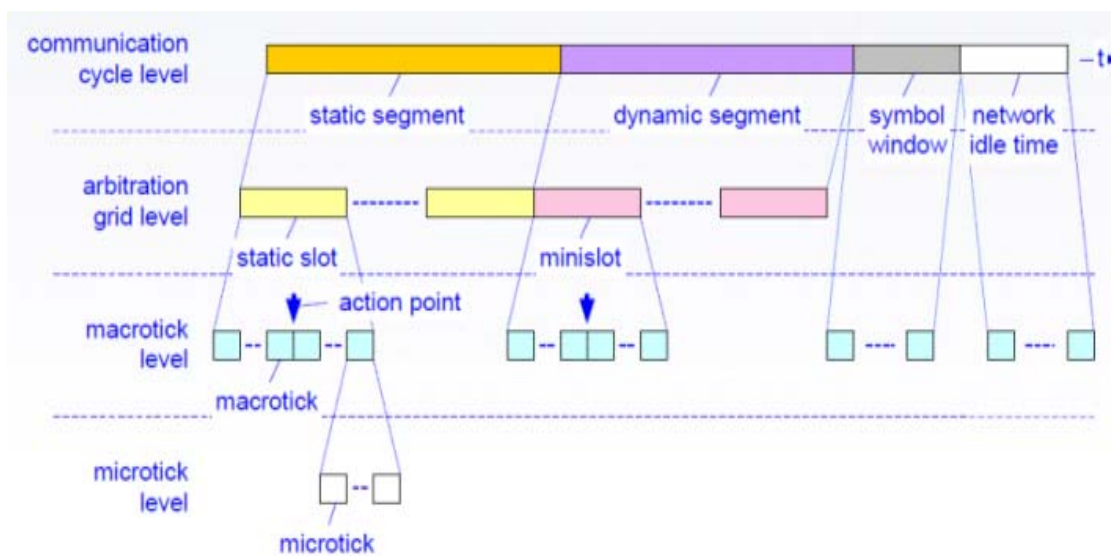 communication
cycle level
t
static segment
dynamic segment
symbol
window
network
idle time
arbitration
grid level
static slot
minislot
action point
macrotick
level
macrotick
microtick
level
microtick